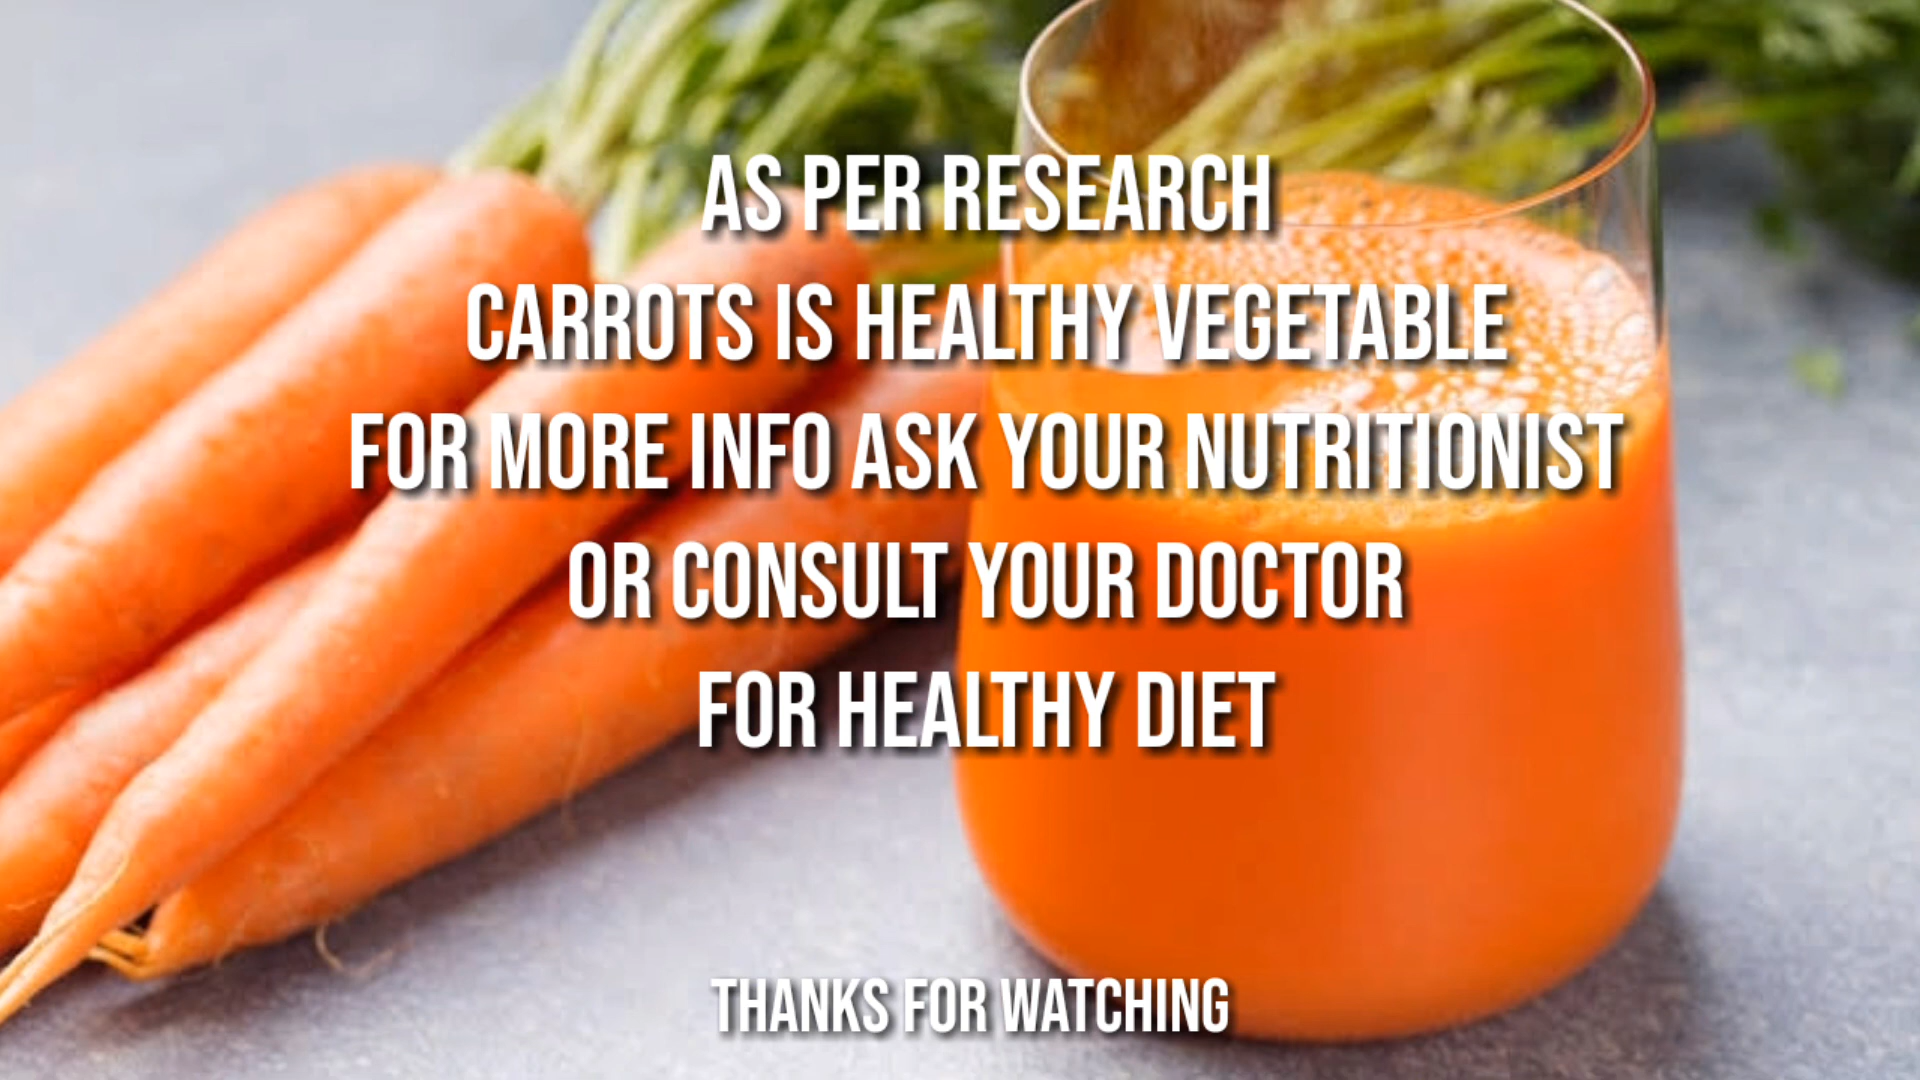 AS PER RESEARCH
CARROTS IS HEALTHY VEGETABLE
FOR MORE INFO ASK YOUR NUTRITIONIST
OR CONSULT YOUR DOCTOR
FOR HEALTHY DIET
THANKS FOR WATCHING